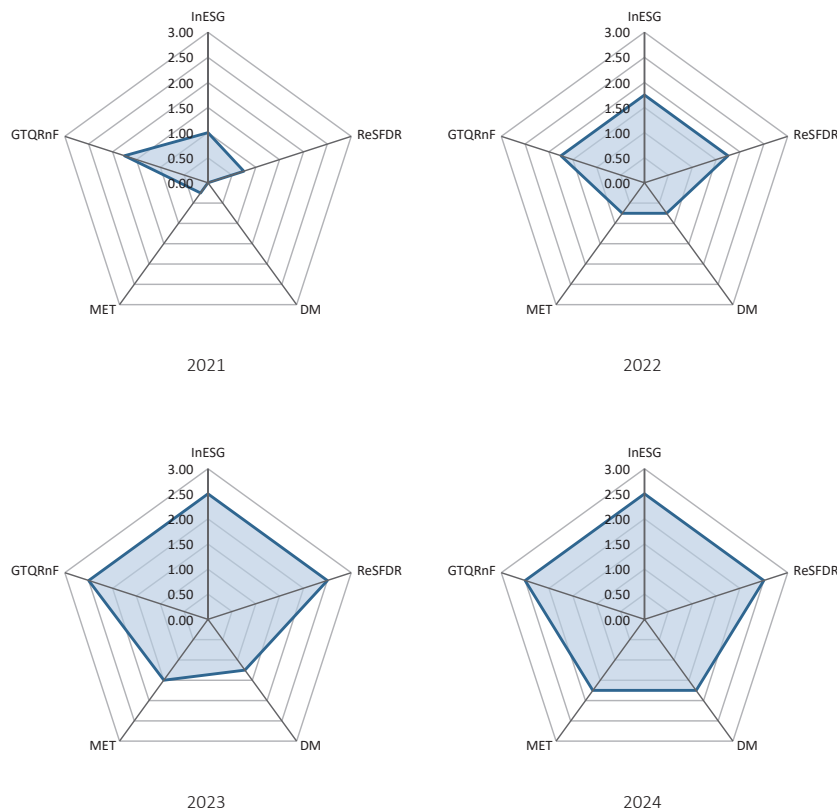 InESG
3.00
2.50
2.00
1.50
1.00
0.50
0.00
GTQRnF
ReSFDR
MET
DM
2021
InESG
3.00
2.50
2.00
1.50
1.00
0.50
0.00
GTQRnF
ReSFDR
MET
DM
2022
InESG
3.00
2.50
2.00
1.50
1.00
0.50
0.00
GTQRnF
ReSFDR
MET
DM
2023
InESG
3.00
2.50
2.00
1.50
1.00
0.50
0.00
GTQRnF
ReSFDR
MET
DM
2024